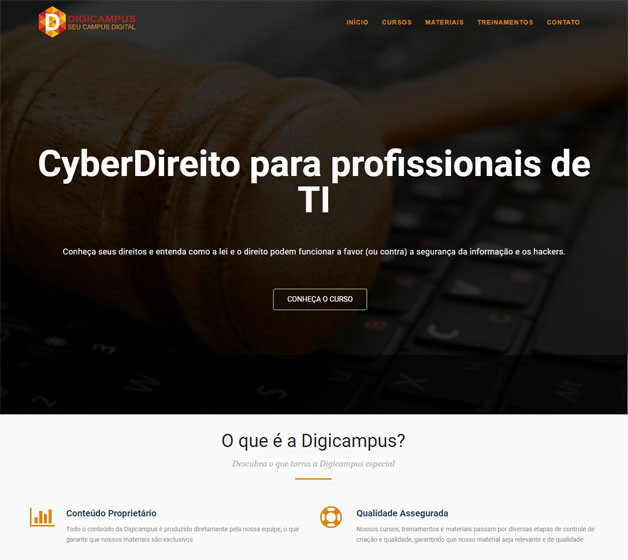 DIGICAMPUS
SEU CAMPUS DIGITAL
INÍCIO CURSOS MATERIAIS TREINAMENTOS CONTATO
CyberDireito para profissionais de
TI
Conheça seus direitos e entenda como a lei e o direito podem funcionar a favor (ou contra) a segurança da informação e os hackers.
CONHEÇA O CURSO
O que é a Digicampus?
Descubra o que torna a Digicampus especial
Conteúdo Proprietário
Todo o conteúdo da Digicampus é produzido diretamente pela nossa equipe, o que
garante que nossos materiais são exclusivos
Qualidade Assegurada
Nossos cursos, treinamentos e materiais passam por diversas etapas de controle de
criação e qualidade, garantindo que nosso material seja relevante e de qualidade